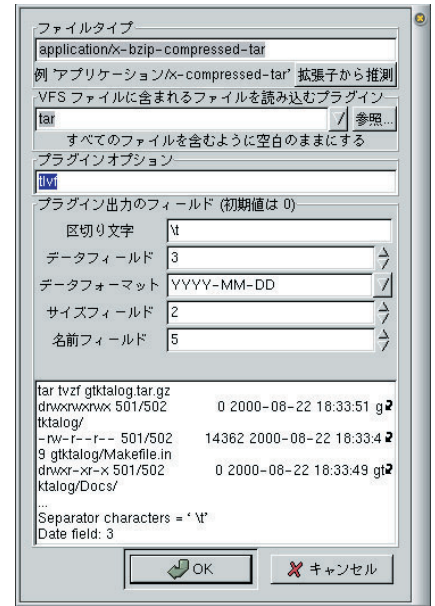 ファイルタイプ
application/x-bzip-compressed-tar
例 'アプリケーション/x-compressed-tar' 拡張子から推測
VFS ファイルに含まれるファイルを読み込むプラグイン
tar 参照...
すべてのファイルを含むように空白のままにする
プラグインオプション
tlvf
プラグイン出力のフィールド (初期値は 0)
区切り文字 \t
データフィールド 3
データフォーマット YYYY-MM-DD
サイズフィールド 2
名前フィールド 5
tar tvzf gtktalog.tar.gz
drwxrwxrwx 501/502 0 2000-08-22 18:33:51 g
tktalog/
-rw-r--r-- 501/502 14362 2000-08-22 18:33:4
9 gtktalog/Makefile.in
drwxr-xr-x 501/502 0 2000-08-22 18:33:49 gt
ktalog/Docs/
...
Separator characters = ' \t'
Date field: 3
OK キャンセル